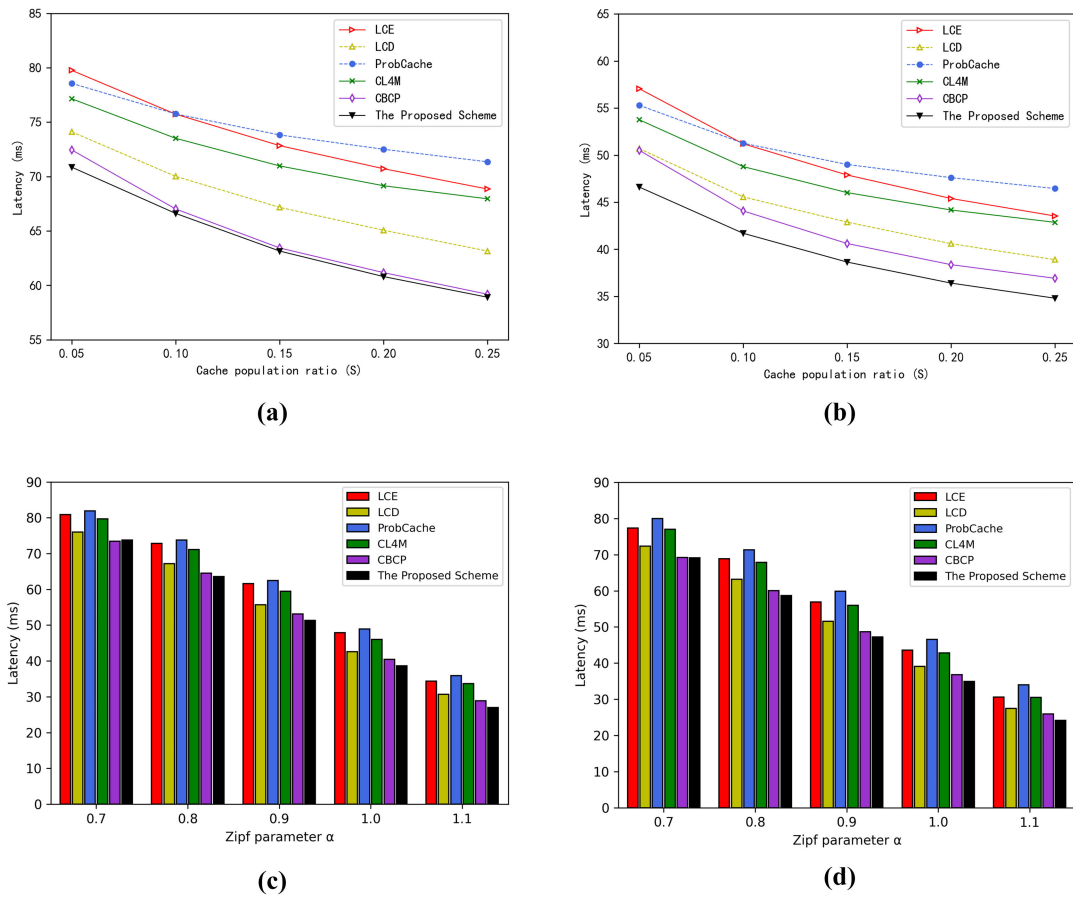 85
80
75
70
65
60
55
Latency (ms)
0.05 0.10 0.15 0.20 0.25
Cache population ratio (S)
LCE
LCD
ProbCache
CL4M
CBCP
The Proposed Scheme
(a)
65
60
55
50
45
40
35
30
Latency (ms)
0.05 0.10 0.15 0.20 0.25
Cache population ratio (S)
LCE
LCD
ProbCache
CL4M
CBCP
The Proposed Scheme
(b)
90
80
70
60
50
40
30
20
10
0
Latency (ms)
0.7 0.8 0.9 1.0 1.1
Zipf parameter α
LCE
LCD
ProbCache
CL4M
CBCP
The Proposed Scheme
(c)
90
80
70
60
50
40
30
20
10
0
Latency (ms)
0.7 0.8 0.9 1.0 1.1
Zipf parameter α
LCE
LCD
ProbCache
CL4M
CBCP
The Proposed Scheme
(d)